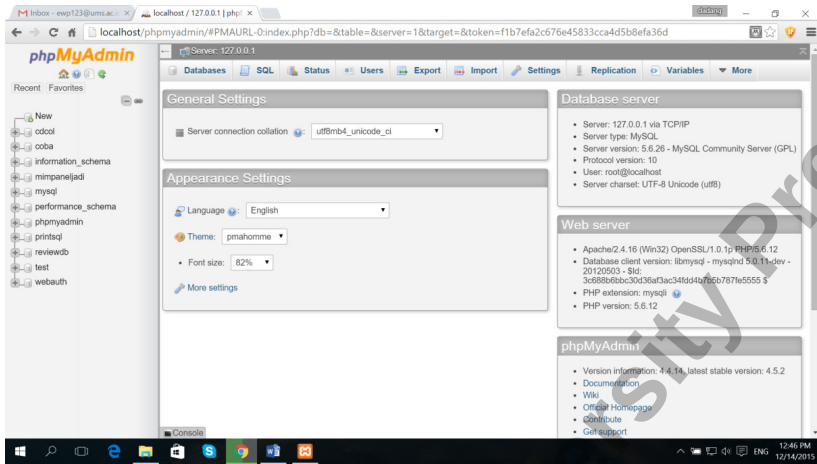 Inbox - ewp123@ums.ac.i
localhost / 127.0.0.1 | php
dadang
localhost/phpmyadmin/#PMAURL-0:index.php?db=&table=&server=1&target=&token=f1b7efa2c676e45833cca4d5b8efa36d
phpMyAdmin
Recent Favorites
New
cdcol
coba
information_schema
mimpaneljadi
mysql
performance_schema
phpmyadmin
printsql
reviewdb
test
webauth
Server: 127.0.0.1
Databases SQL Status Users Export Import Settings Replication Variables More
General Settings
Server connection collation : utf8mb4_unicode_ci
Appearance Settings
Language : English
Theme: pmahomme
Font size: 82%
More settings
Database server
Server: 127.0.0.1 via TCP/IP
Server type: MySQL
Server version: 5.6.26 - MySQL Community Server (GPL)
Protocol version: 10
User: root@localhost
Server charset: UTF-8 Unicode (utf8)
Web server
Apache/2.4.16 (Win32) OpenSSL/1.0.1p PHP/5.6.12
Database client version: libmysql - mysqlnd 5.0.11-dev -
20120503 - $Id:
3c688b6bbc30d36af3ac34fdd4b7b5b787fe5555 $
PHP extension: mysqli
PHP version: 5.6.12
phpMyAdmin
Version information: 4.4.14, latest stable version: 4.5.2
Documentation
Wiki
Official Homepage
Contribute
Get support
Console
ENG
12:46 PM
12/14/2015
rsity Pr